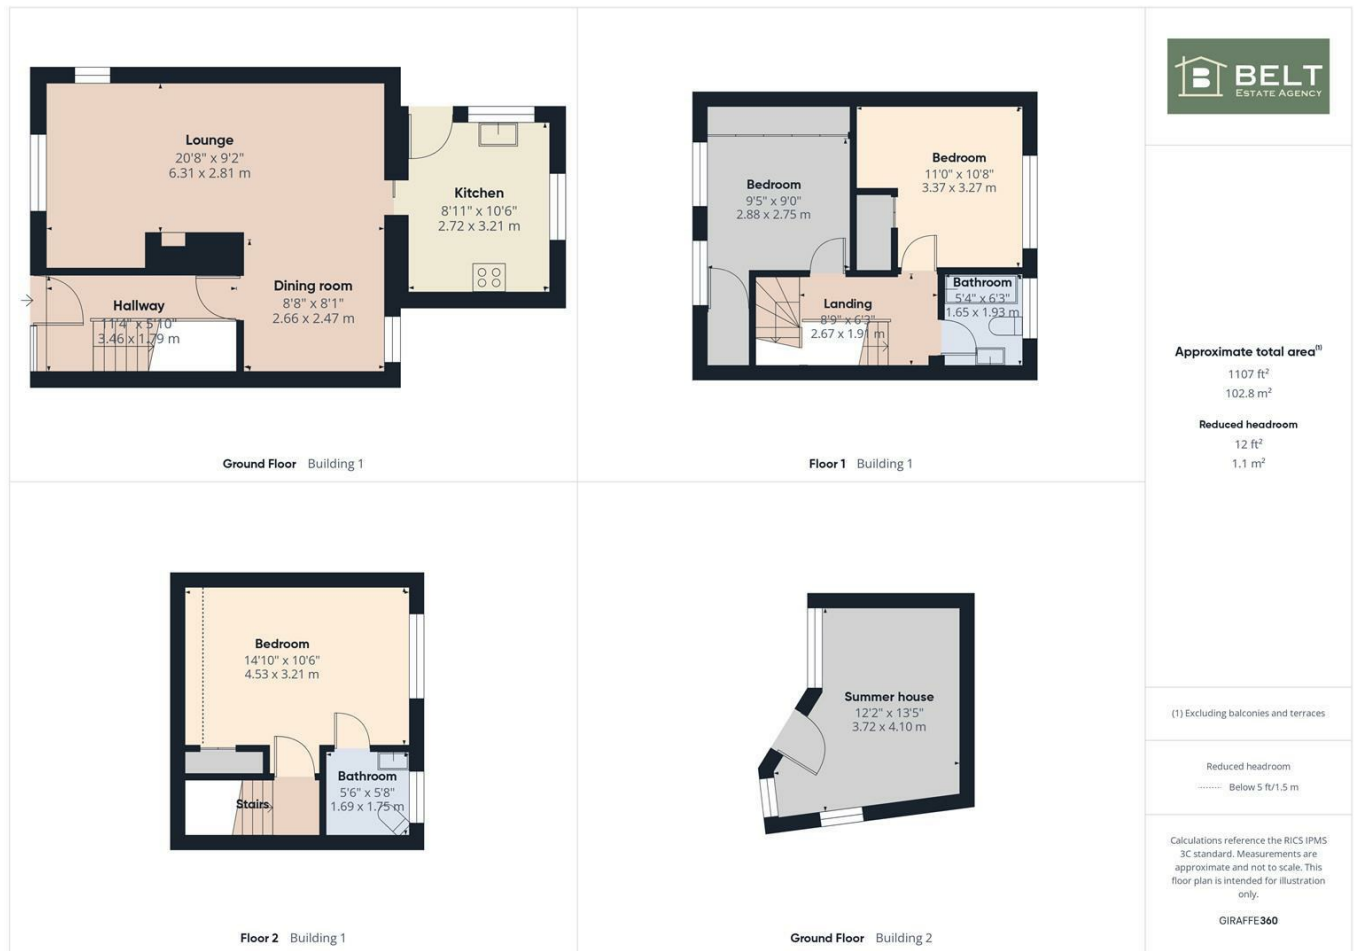 Lounge
20'8" x 9'2"
6.31 x 2.81 m
Kitchen
8'11" x 10'6"
2.72 x 3.21 m
Hallway
11'4" x 5'10"
3.46 x 1.79 m
Dining room
8'8" x 8'1"
2.66 x 2.47 m
Ground Floor Building 1
Bedroom
9'5" x 9'0"
2.88 x 2.75 m
Bedroom
11'0" x 10'8"
3.37 x 3.27 m
Landing
8'9" x 6'3"
2.67 x 1.91 m
Bathroom
5'4" x 6'3"
1.65 x 1.93 m
Floor 1 Building 1
Bedroom
14'10" x 10'6"
4.53 x 3.21 m
Stairs
Bathroom
5'6" x 5'8"
1.69 x 1.75 m
Floor 2 Building 1
Summer house
12'2" x 13'5"
3.72 x 4.10 m
Ground Floor Building 2
B BELT
ESTATE AGENCY
Approximate total area(1)
1107 ft²
102.8 m²
Reduced headroom
12 ft²
1.1 m²
(1) Excluding balconies and terraces
Reduced headroom
Below 5 ft/1.5 m
Calculations reference the RICS IPMS
3C standard. Measurements are
approximate and not to scale. This
floor plan is intended for illustration
only.
GIRAFFE360